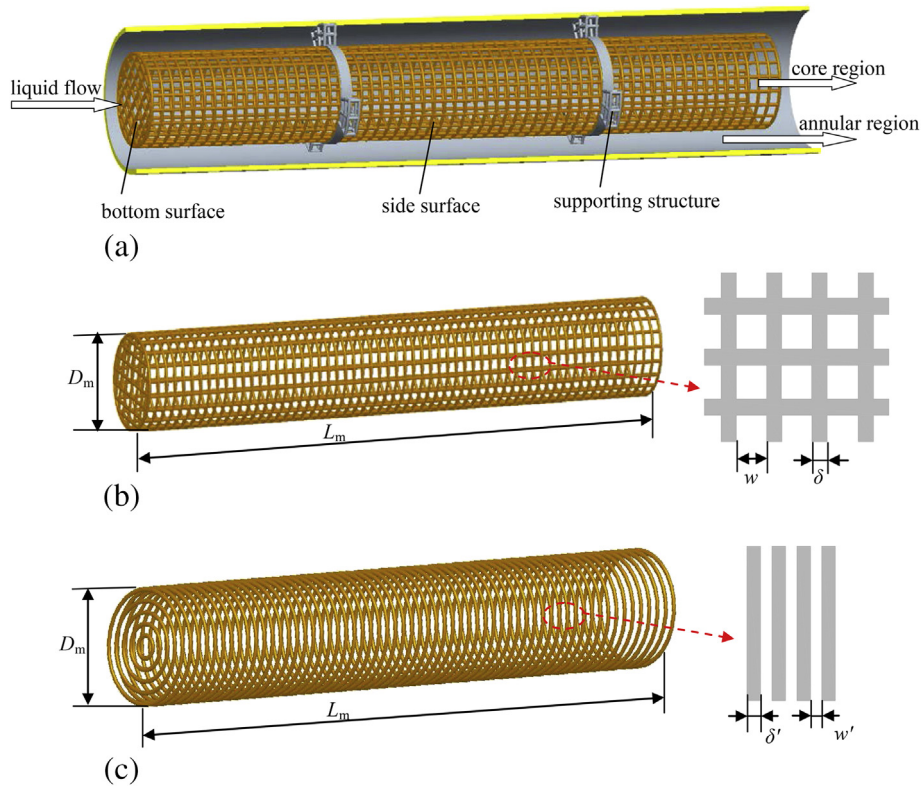 liquid flow
core region
annular region
bottom surface
side surface
supporting structure
(a)
Dm
Lm
w
δ
(b)
Dm
Lm
δ′
w′
(c)